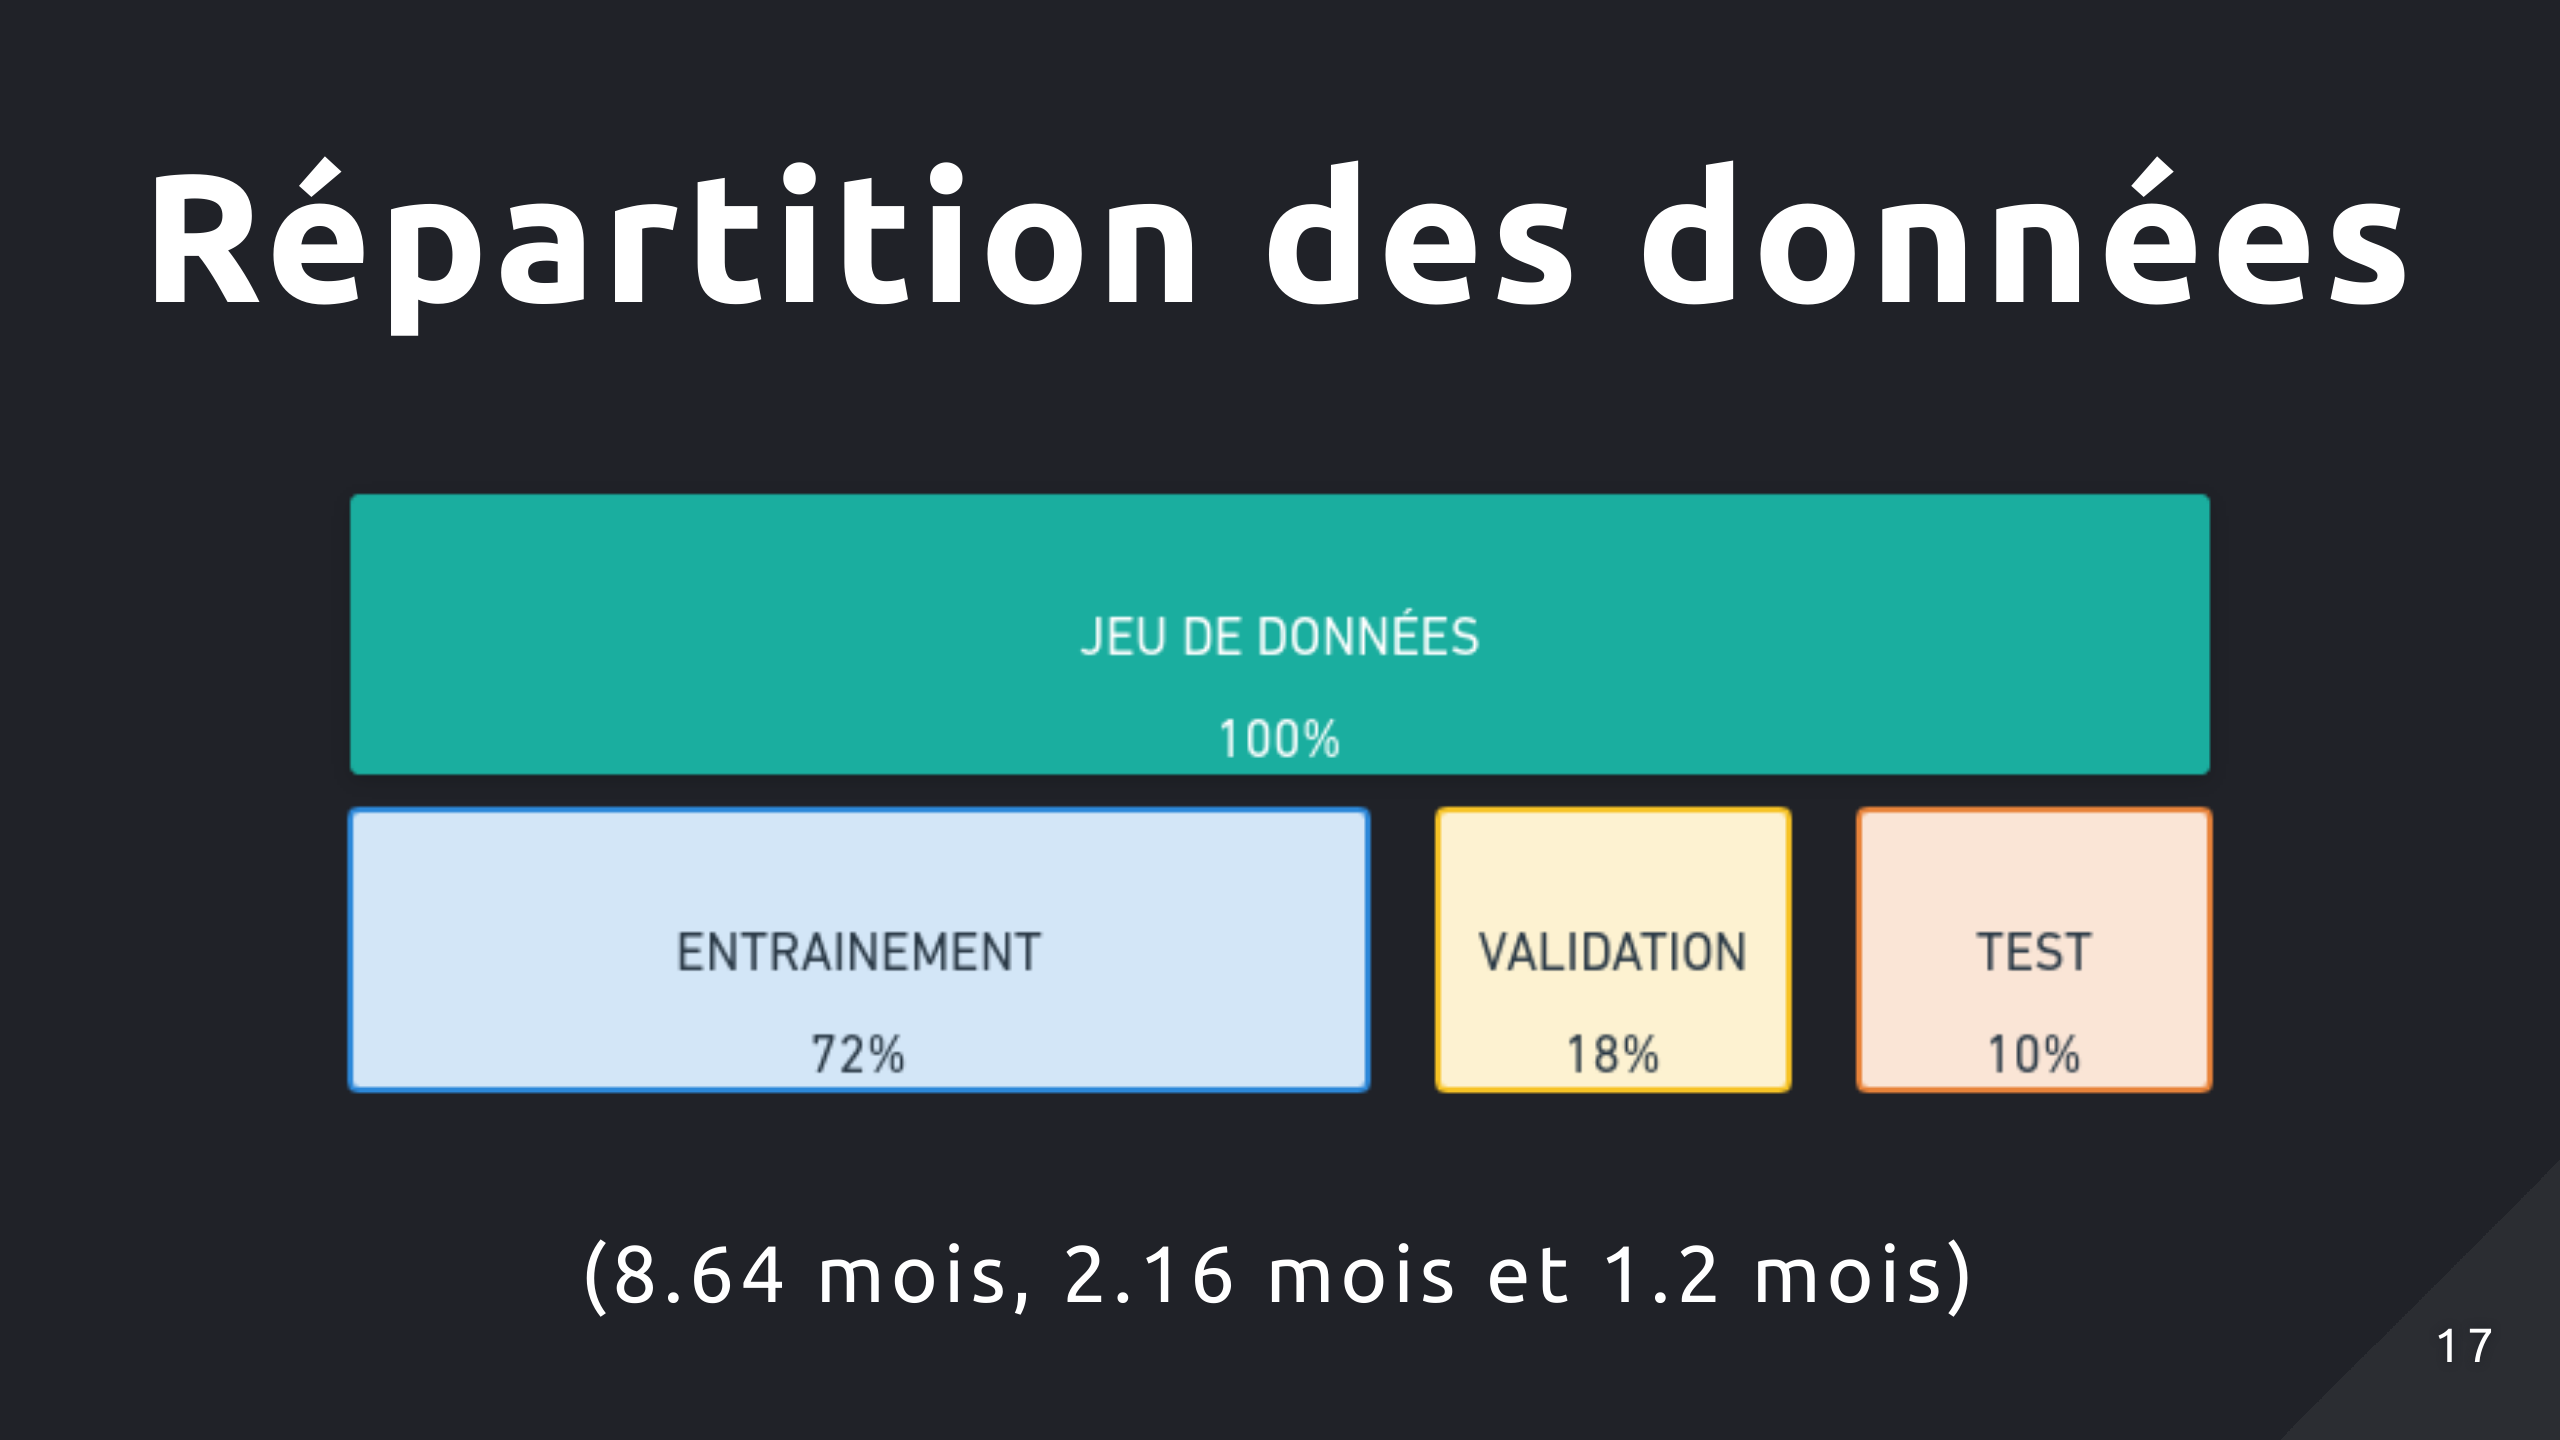 Répartition des données
JEU DE DONNÉES
100%
ENTRAINEMENT
72%
VALIDATION
18%
TEST
10%
(8.64 mois, 2.16 mois et 1.2 mois)
17